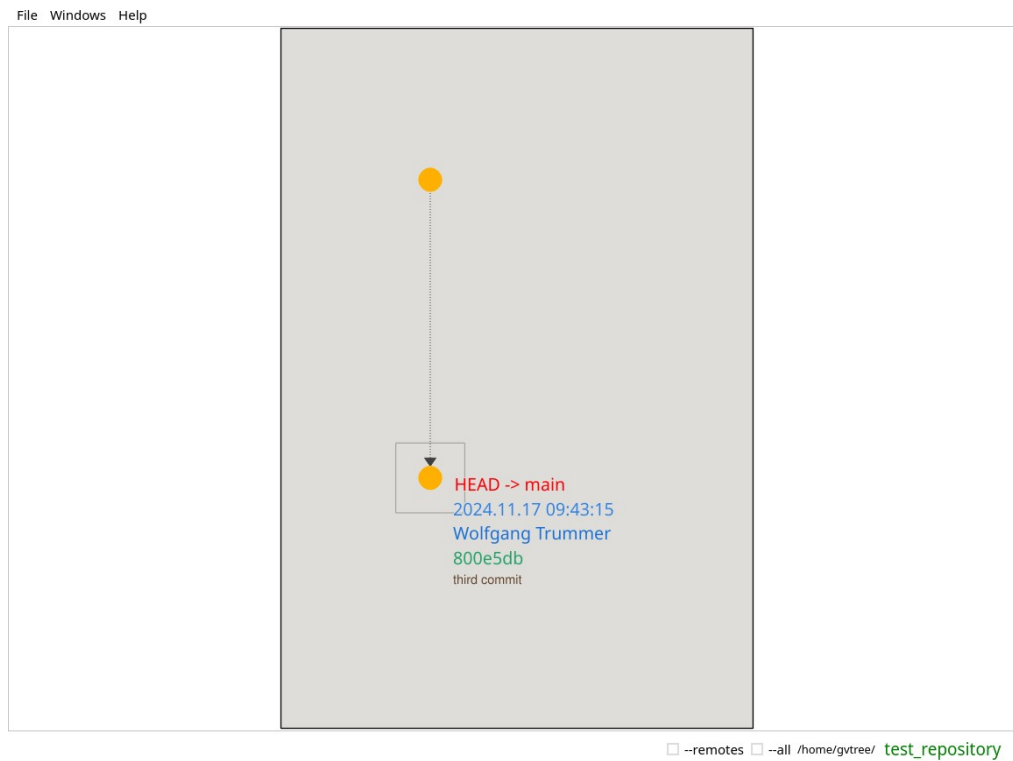 File Windows Help
HEAD -> main
2024.11.17 09:43:15
Wolfgang Trummer
800e5db
third commit
--remotes --all /home/gvtree/ test_repository